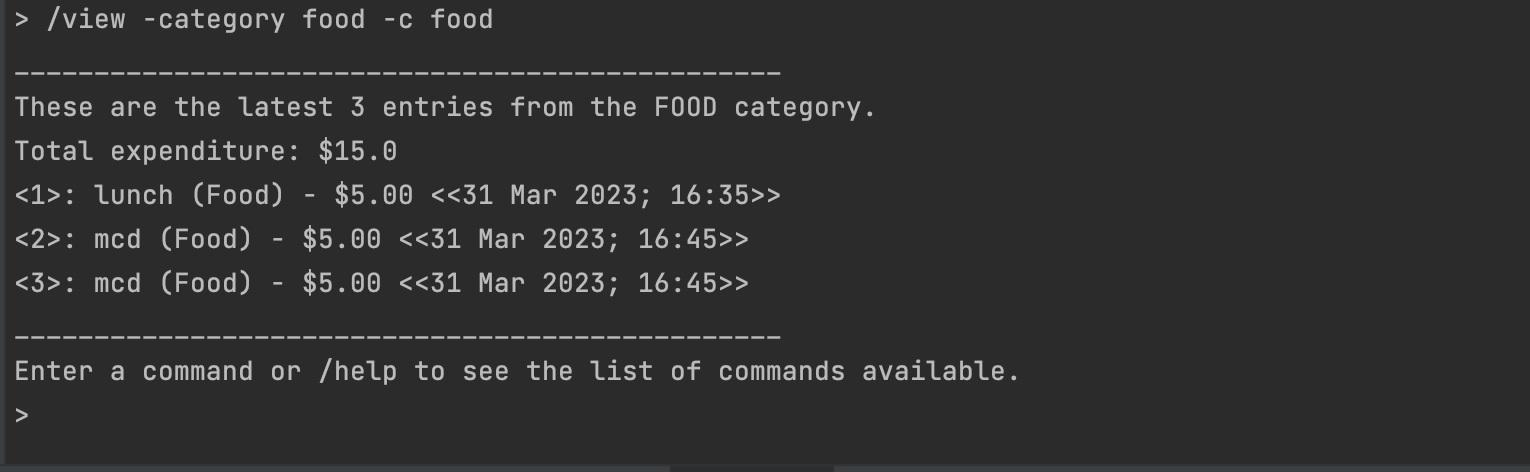 > /view -category food -c food
________________________________________________
These are the latest 3 entries from the FOOD category.
Total expenditure: $15.0
<1>: lunch (Food) - $5.00 <<31 Mar 2023; 16:35>>
<2>: mcd (Food) - $5.00 <<31 Mar 2023; 16:45>>
<3>: mcd (Food) - $5.00 <<31 Mar 2023; 16:45>>
________________________________________________
Enter a command or /help to see the list of commands available.
>